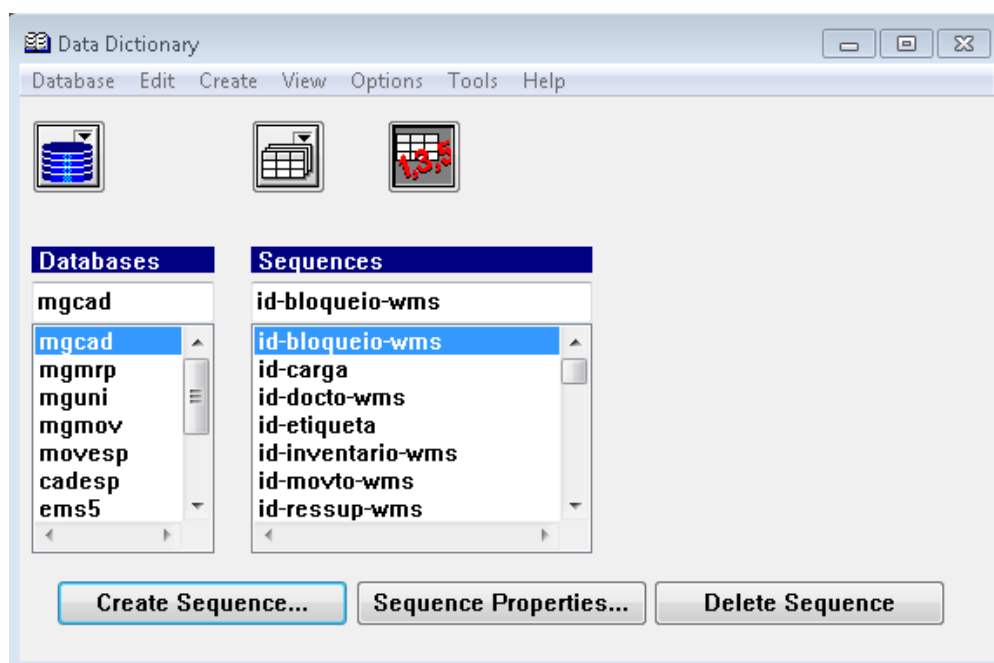 Data Dictionary
Database Edit Create View Options Tools Help
1,3,5
Databases
mgcad
mgcad
mgmrp
mguni
mgmov
movesp
cadesp
ems5
Sequences
id-bloqueio-wms
id-bloqueio-wms
id-carga
id-docto-wms
id-etiqueta
id-inventario-wms
id-movto-wms
id-ressup-wms
Create Sequence...
Sequence Properties...
Delete Sequence